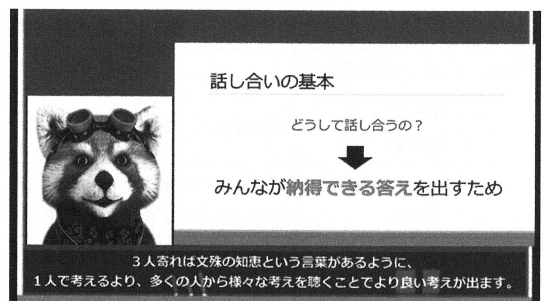 話し合いの基本
どうして話し合うの？
みんなが納得できる答えを出すため
３人寄れは文殊の知恵という言葉があるように、
１人で考えるより、多くの人から様々な考えを聴くことでより良い考えが出ます。